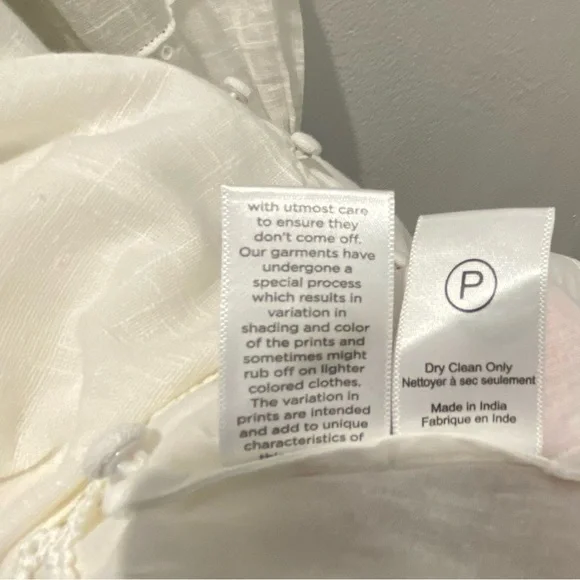 with utmost care
to ensure they
don't come off.
Our garments have
undergone a
special process
which results in
variation in
shading and color
of the prints and
sometimes might
rub off on lighter
colored clothes.
The variation in
prints are intended
and add to unique
characteristics of
P
Dry Clean Only
Nettoyer à sec seulement
Made in India
Fabrique en Inde